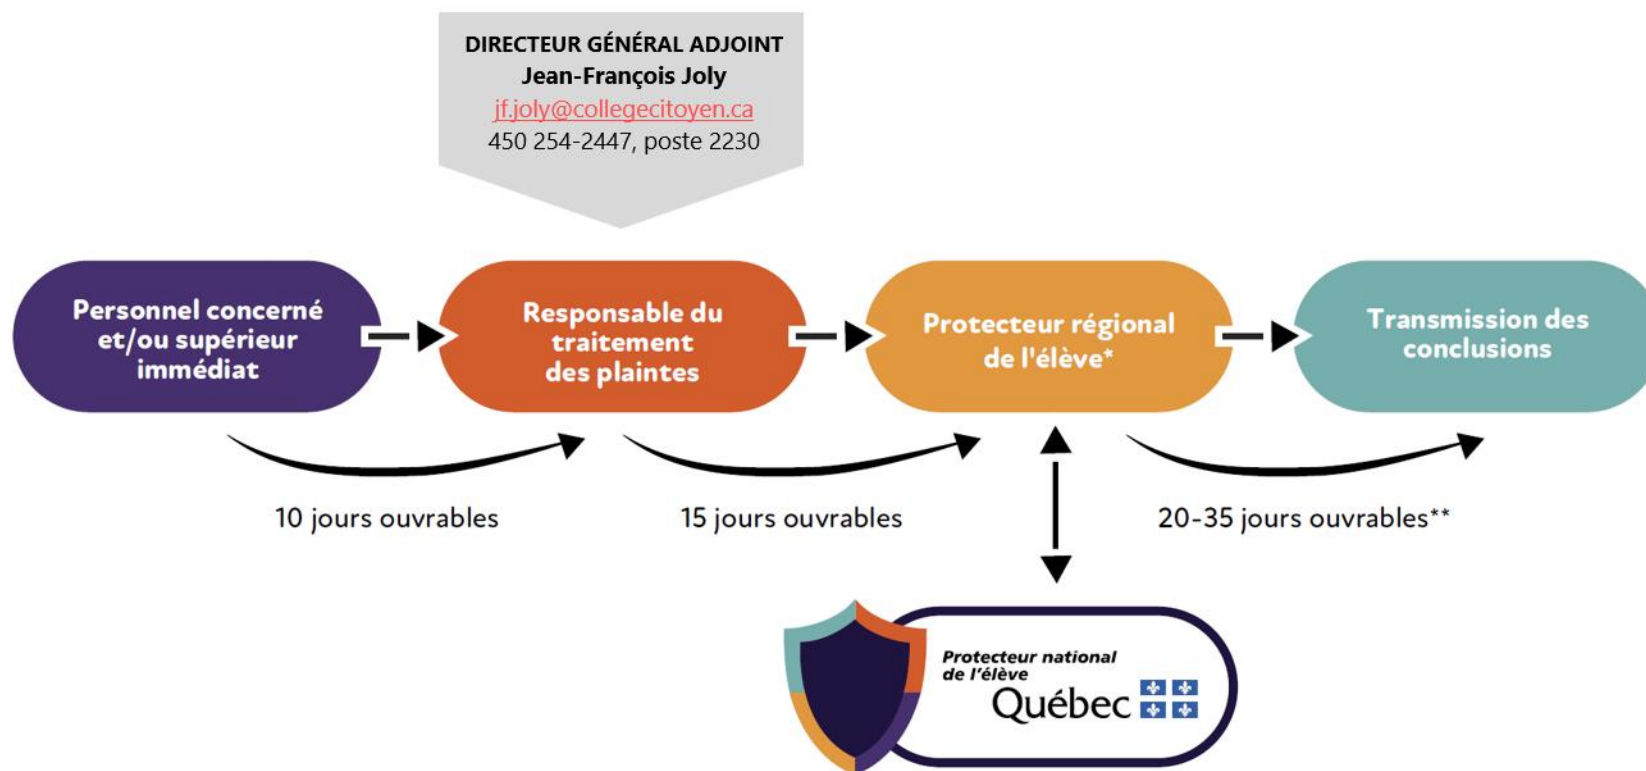 DIRECTEUR GÉNÉRAL ADJOINT
Jean-François Joly
jf.joly@collegecitoyen.ca
450 254-2447, poste 2230
Personnel concerné
et/ou supérieur
immédiat
Responsable du
traitement
des plaintes
Protecteur régional
de l'élève*
Transmission des
conclusions
10 jours ouvrables
15 jours ouvrables
20-35 jours ouvrables**
Protecteur national
de l'élève
Québec